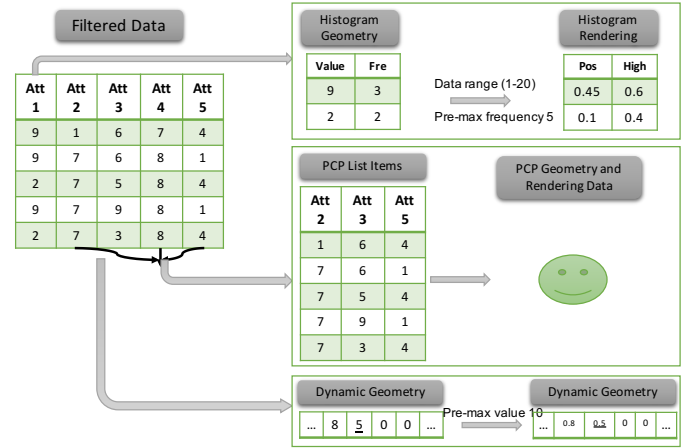 Filtered Data
Att 1 Att 2 Att 3 Att 4 Att 5
9 1 6 7 4
9 7 6 8 1
2 7 5 8 4
9 7 9 8 1
2 7 3 8 4
Histogram
Geometry
Value Fre
9 3
2 2
Data range (1-20)
Pre-max frequency 5
Histogram
Rendering
Pos High
0.45 0.6
0.1 0.4
PCP List Items
Att 2 Att 3 Att 5
1 6 4
7 6 1
7 5 4
7 9 1
7 3 4
PCP Geometry and
Rendering Data
Dynamic Geometry
... 8 5 0 0 ...
Pre-max value 10
Dynamic Geometry
... 0.8 0.5 0 0 ...